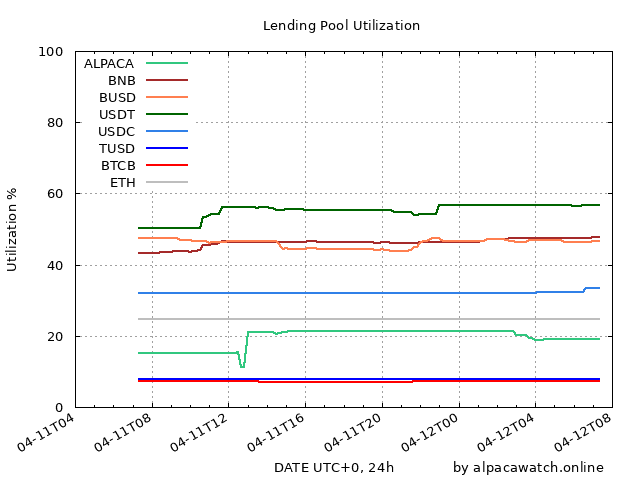 Lending Pool Utilization
100
80
60
40
20
0
Utilization %
ALPACA
BNB
BUSD
USDT
USDC
TUSD
BTCB
ETH
04-11T04
04-11T08
04-11T12
04-11T16
04-11T20
04-12T00
04-12T04
04-12T08
DATE UTC+0, 24h
by alpacawatch.online